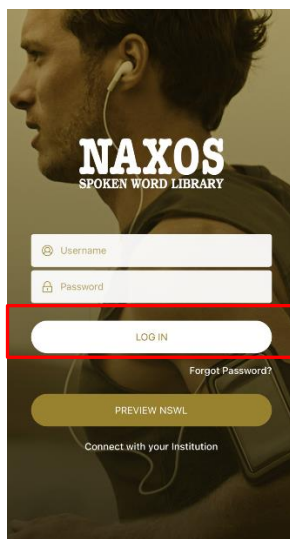 NAXOS
SPOKEN WORD LIBRARY
Username
Password
LOG IN
Forgot Password?
PREVIEW NSWL
Connect with your Institution